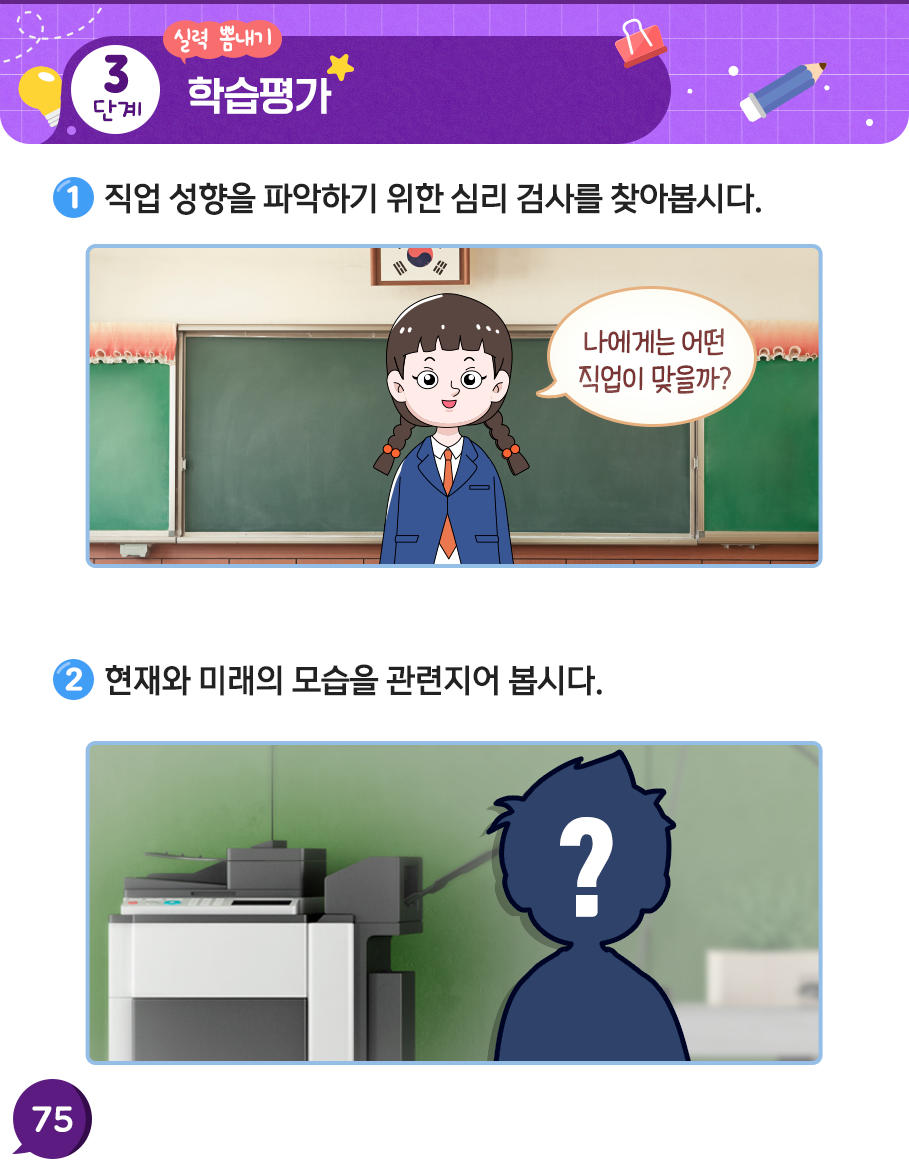 실력 뽐내기
3
단계
학습평가
1 직업 성향을 파악하기 위한 심리 검사를 찾아봅시다.
나에게는 어떤
직업이 맞을까?
2 현재와 미래의 모습을 관련지어 봅시다.
?
75